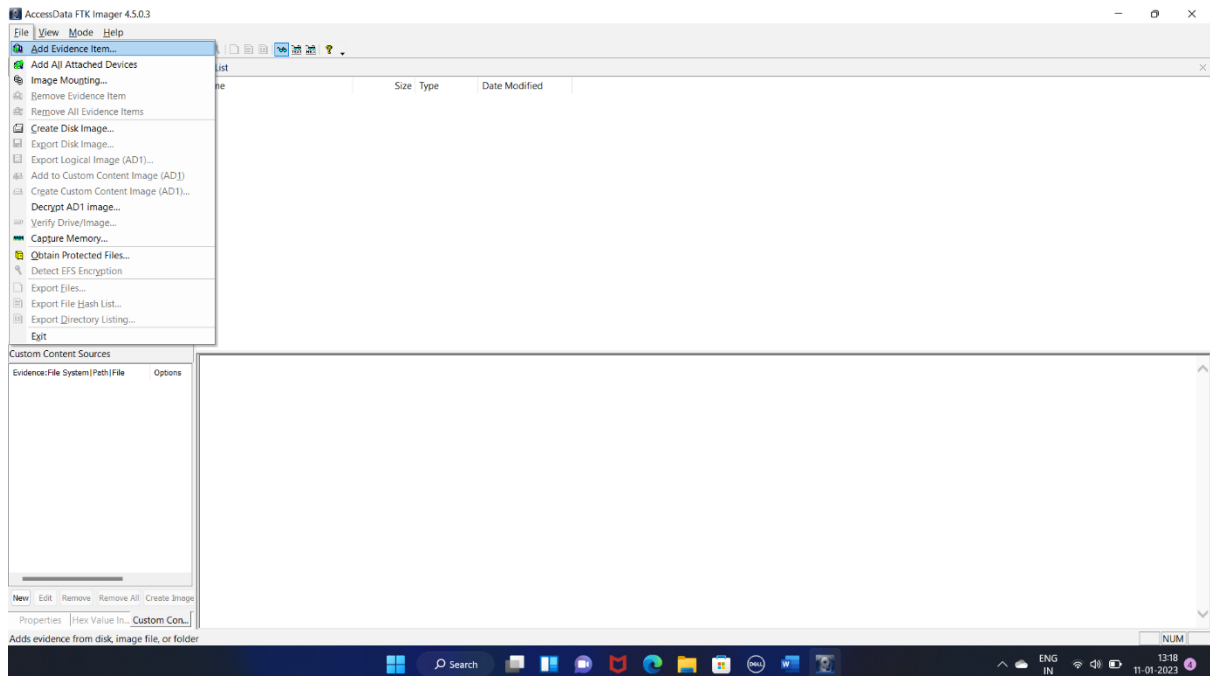 AccessData FTK Imager 4.5.0.3
File View Mode Help
Add Evidence Item...
Add All Attached Devices
Image Mounting...
Remove Evidence Item
Remove All Evidence Items
Create Disk Image...
Export Disk Image...
Export Logical Image (AD1)...
Add to Custom Content Image (AD1)
Create Custom Content Image (AD1)...
Decrypt AD1 image...
Verify Drive/Image...
Capture Memory...
Obtain Protected Files...
Detect EFS Encryption
Export Files...
Export File Hash List...
Export Directory Listing...
Exit
List
Size Type Date Modified
Custom Content Sources
Evidence:File System|Path|File Options
New Edit Remove Remove All Create Image
Properties Hex Value In... Custom Con...
Adds evidence from disk, image file, or folder
NUM
Search
DELL
W
ENG
IN
13:18
11-01-2023
4